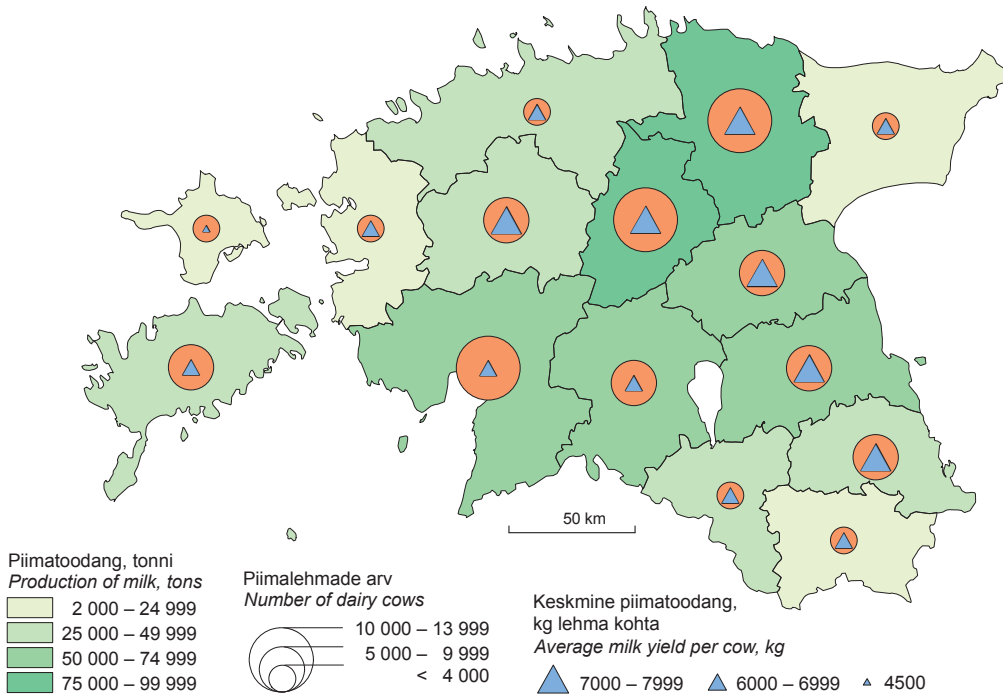 50 km
Piimatoodang, tonni
Production of milk, tons
2 000 – 24 999
25 000 – 49 999
50 000 – 74 999
75 000 – 99 999
Piimalehmade arv
Number of dairy cows
10 000 – 13 999
5 000 – 9 999
< 4 000
Keskmine piimatoodang,
kg lehma kohta
Average milk yield per cow, kg
7000 – 7999 6000 – 6999 4500